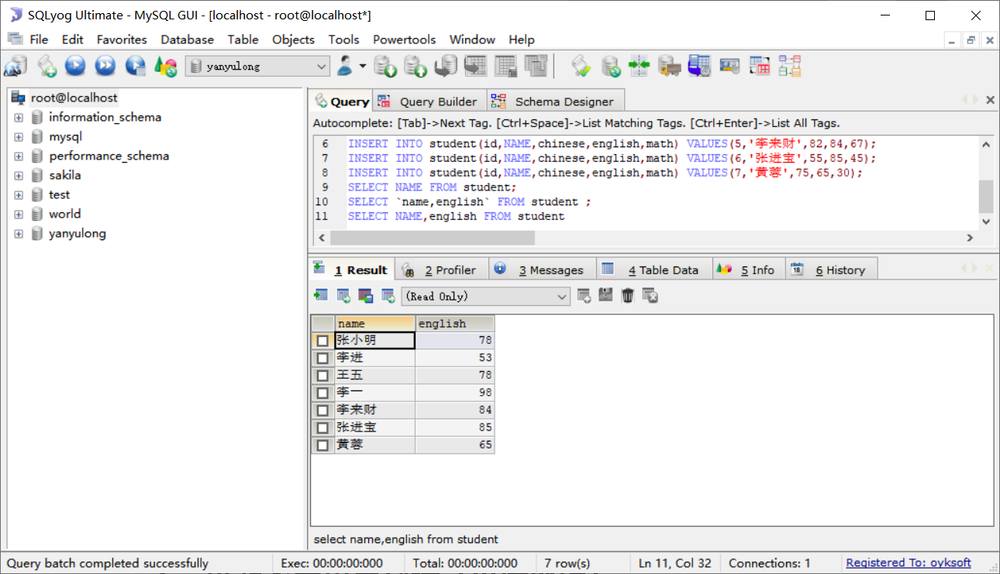 SQLyog Ultimate - MySQL GUI - [localhost - root@localhost*]
File Edit Favorites Database Table Objects Tools Powertools Window Help
yanyulong
root@localhost
information_schema
mysql
performance_schema
sakila
test
world
yanyulong
Query Query Builder Schema Designer
Autocomplete: [Tab]->Next Tag. [Ctrl+Space]->List Matching Tags. [Ctrl+Enter]->List All Tags.
6 INSERT INTO student(id,NAME,chinese,english,math) VALUES(5,'李来财',82,84,67);
7 INSERT INTO student(id,NAME,chinese,english,math) VALUES(6,'张进宝',55,85,45);
8 INSERT INTO student(id,NAME,chinese,english,math) VALUES(7,'黄蓉',75,65,30);
9 SELECT NAME FROM student;
10 SELECT `name,english` FROM student ;
11 SELECT NAME,english FROM student
1 Result 2 Profiler 3 Messages 4 Table Data 5 Info 18 6 History
(Read Only)
name english
张小明 78
李进 53
王五 78
李一 98
李来财 84
张进宝 85
黄蓉 65
select name,english from student
Query batch completed successfully Exec: 00:00:00:000 Total: 00:00:00:000 7 row(s) Ln 11, Col 32 Connections: 1 Registered To: oyksoft